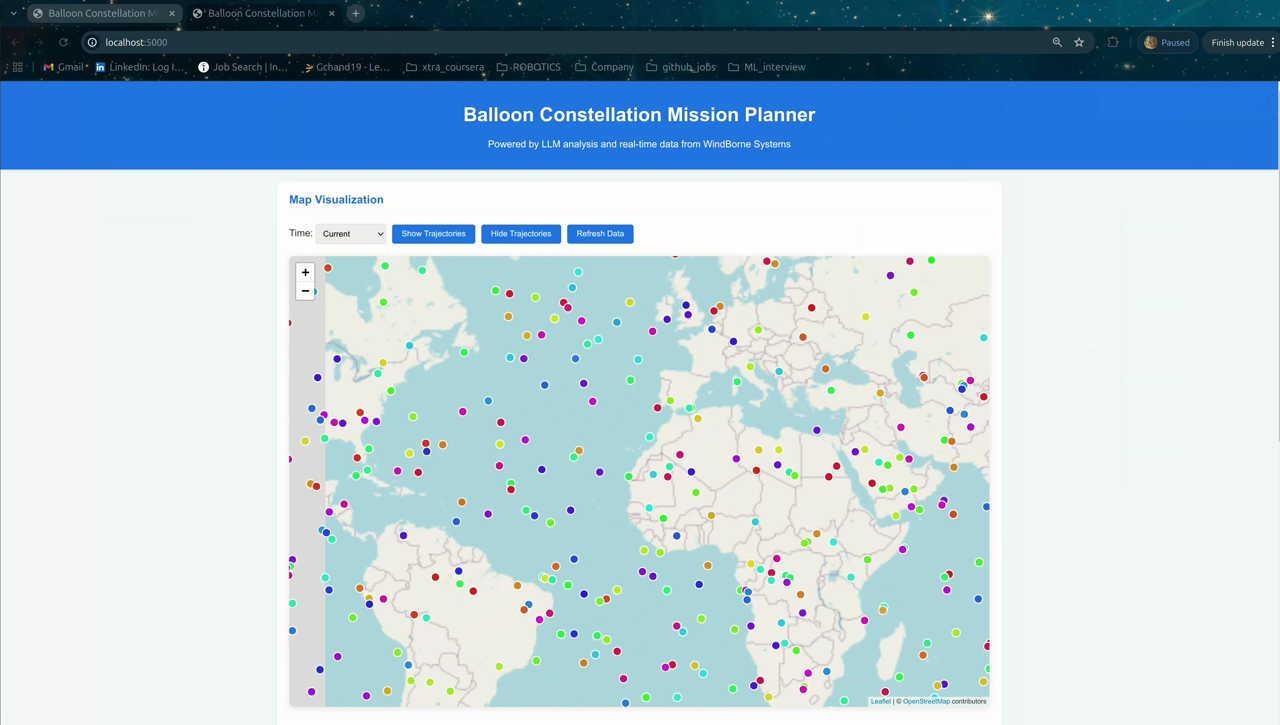 Balloon Constellation Mi
Balloon Constellation M
localhost:5000
Paused
Finish update
Gmail
LinkedIn: Log I...
Job Search | In...
Gchand19 - Le...
xtra_coursera
ROBOTICS
Company
github_jobs
ML_interview
Balloon Constellation Mission Planner
Powered by LLM analysis and real-time data from WindBorne Systems
Map Visualization
Time: Current Show Trajectories Hide Trajectories Refresh Data
+
−
Leaflet | © OpenStreetMap contributors